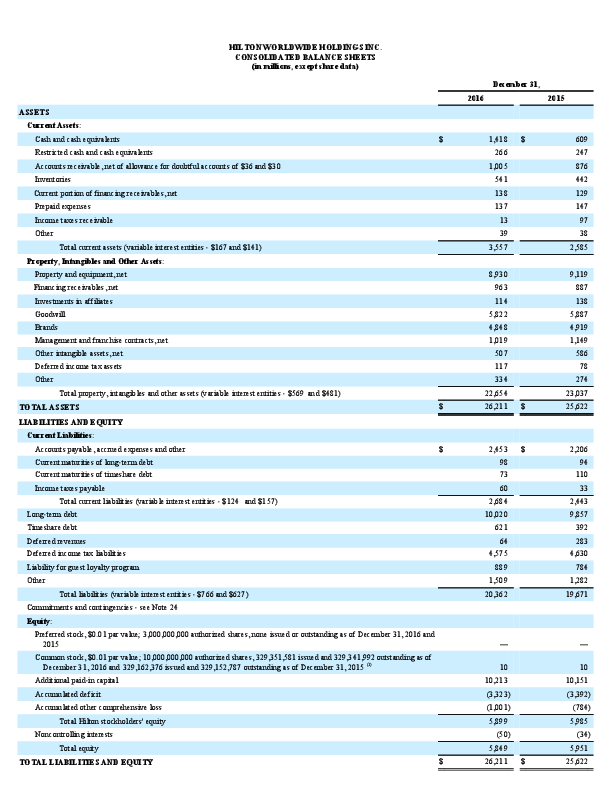 HILTON WORLDWIDE HOLDINGS INC.
CONSOLIDATED BALANCE SHEETS
(in millions, except share data)
December 31,
2016 2015
ASSETS
Current Assets:
Cash and cash equivalents $ 1,418 $ 609
Restricted cash and cash equivalents 266 247
Accounts receivable, net of allowance for doubtful accounts of $36 and $30 1,005 876
Inventories 541 442
Current portion of financing receivables, net 138 129
Prepaid expenses 137 147
Income taxes receivable 13 97
Other 39 38
Total current assets (variable interest entities - $167 and $141) 3,557 2,585
Property, Intangibles and Other Assets:
Property and equipment, net 8,930 9,119
Financing receivables, net 963 887
Investments in affiliates 114 138
Goodwill 5,822 5,887
Brands 4,848 4,919
Management and franchise contracts, net 1,019 1,149
Other intangible assets, net 507 586
Deferred income tax assets 117 78
Other 334 274
Total property, intangibles and other assets (variable interest entities - $569 and $481) 22,654 23,037
TOTAL ASSETS $ 26,211 $ 25,622
LIABILITIES AND EQUITY
Current Liabilities:
Accounts payable, accrued expenses and other $ 2,453 $ 2,206
Current maturities of long-term debt 98 94
Current maturities of timeshare debt 73 110
Income taxes payable 60 33
Total current liabilities (variable interest entities - $124 and $157) 2,684 2,443
Long-term debt 10,020 9,857
Timeshare debt 621 392
Deferred revenues 64 283
Deferred income tax liabilities 4,575 4,630
Liability for guest loyalty program 889 784
Other 1,509 1,282
Total liabilities (variable interest entities - $766 and $627) 20,362 19,671
Commitments and contingencies - see Note 24
Equity:
Preferred stock, $0.01 par value; 3,000,000,000 authorized shares, none issued or outstanding as of December 31, 2016 and
2015 — —
Common stock, $0.01 par value; 10,000,000,000 authorized shares, 329,351,581 issued and 329,341,992 outstanding as of
December 31, 2016 and 329,162,376 issued and 329,152,787 outstanding as of December 31, 2015 (1) 10 10
Additional paid-in capital 10,213 10,151
Accumulated deficit (3,323) (3,392)
Accumulated other comprehensive loss (1,001) (784)
Total Hilton stockholders' equity 5,899 5,985
Noncontrolling interests (50) (34)
Total equity 5,849 5,951
TOTAL LIABILITIES AND EQUITY $ 26,211 $ 25,622